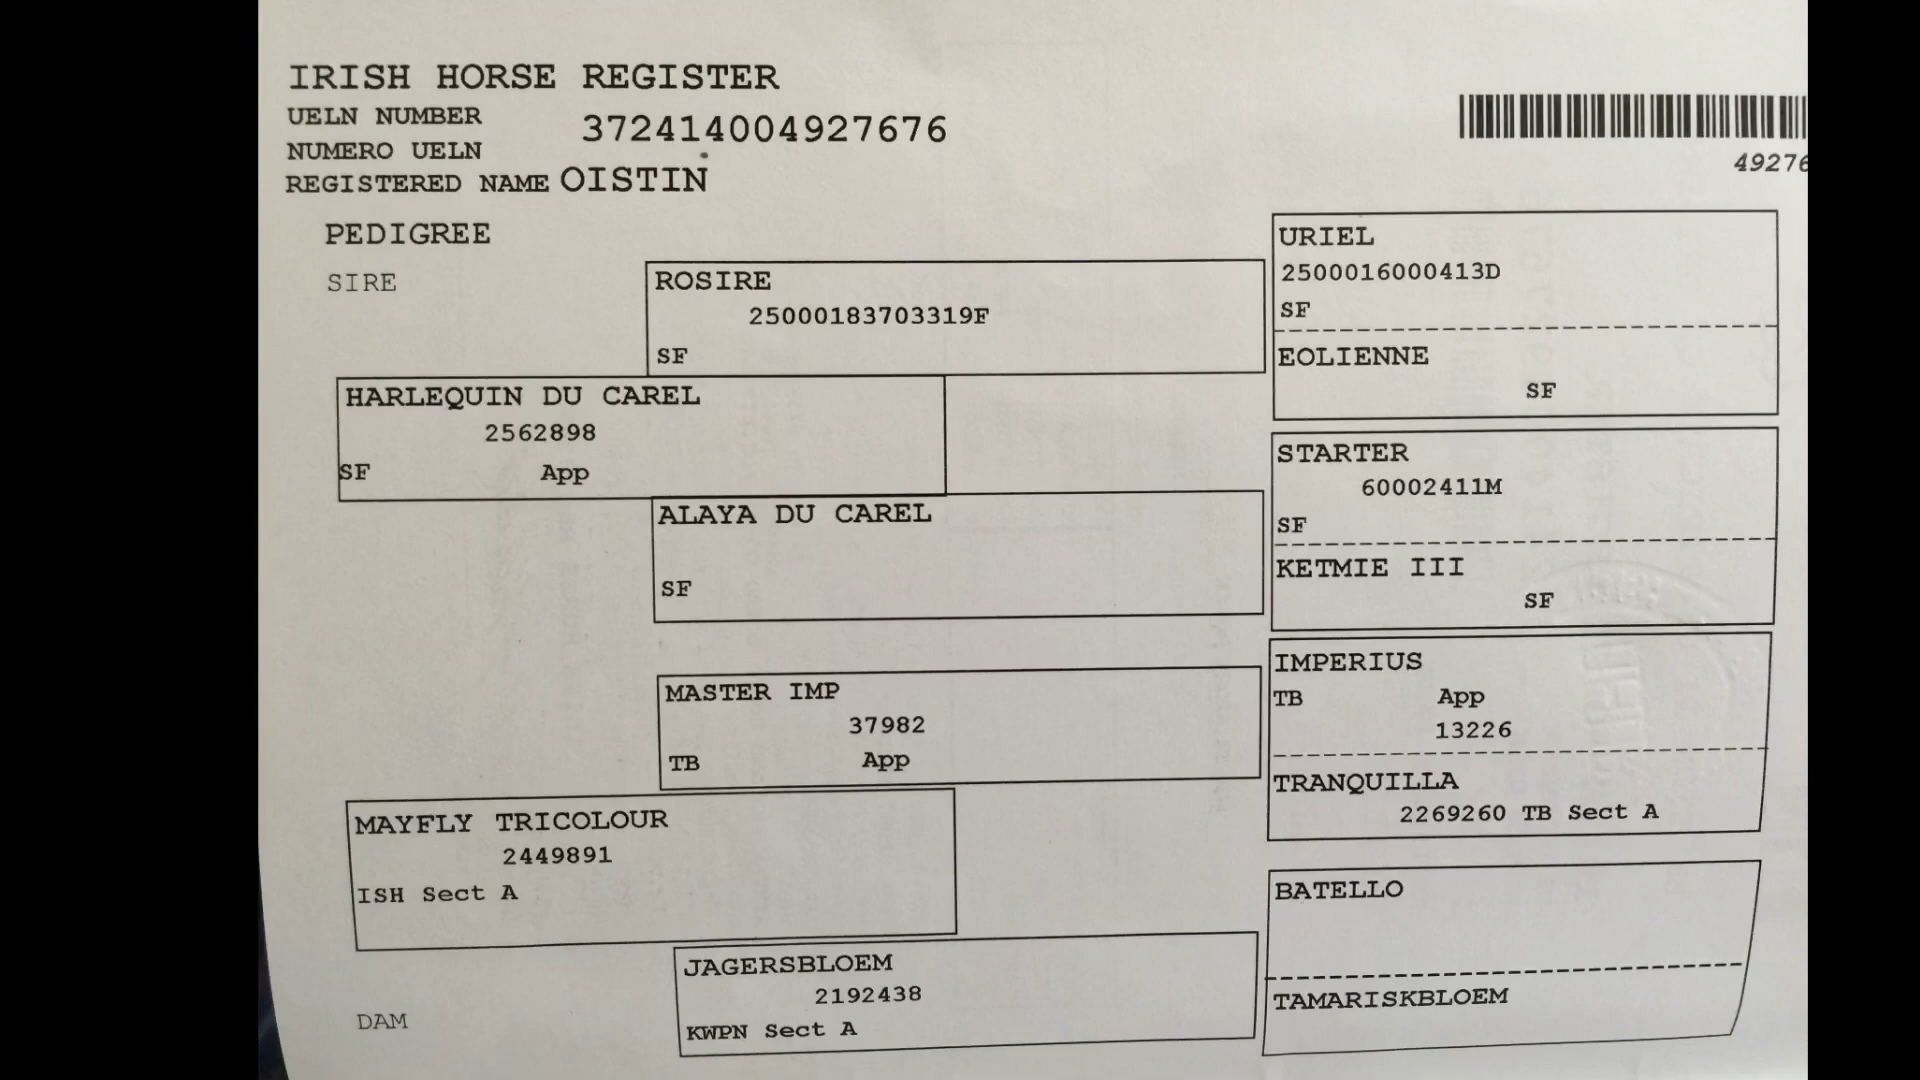 IRISH HORSE REGISTER
UELN NUMBER
372414004927676
NUMERO UELN
REGISTERED NAME OISTIN
49276
PEDIGREE
SIRE
ROSIRE
25000183703319F
SF
HARLEQUIN DU CAREL
2562898
SF App
ALAYA DU CAREL
SF
MASTER IMP
37982
TB App
MAYFLY TRICOLOUR
2449891
ISH Sect A
JAGERSBLOEM
2192438
KWPN Sect A
DAM
URIEL
2500016000413D
SF
EOLIENNE
SF
STARTER
60002411M
SF
KETMIE III
SF
IMPERIUS
TB App
13226
TRANQUILLA
2269260 TB Sect A
BATELLO
TAMARISKBLOEM